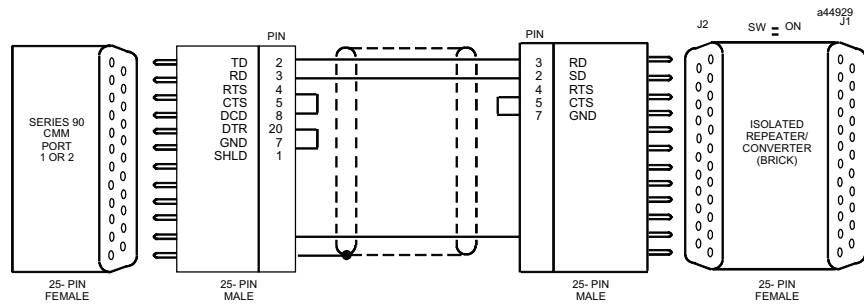 a44929
J2
SW
ON
J1
PIN
PIN
SERIES 90
CMM
PORT
1 OR 2
TD 2
RD 3
RTS 4
CTS 5
DCD 8
DTR 20
GND 7
SHLD 1
3 RD
2 SD
4 RTS
5 CTS
7 GND
ISOLATED
REPEATER/
CONVERTER
(BRICK)
25- PIN
FEMALE
25- PIN
MALE
25- PIN
MALE
25- PIN
FEMALE